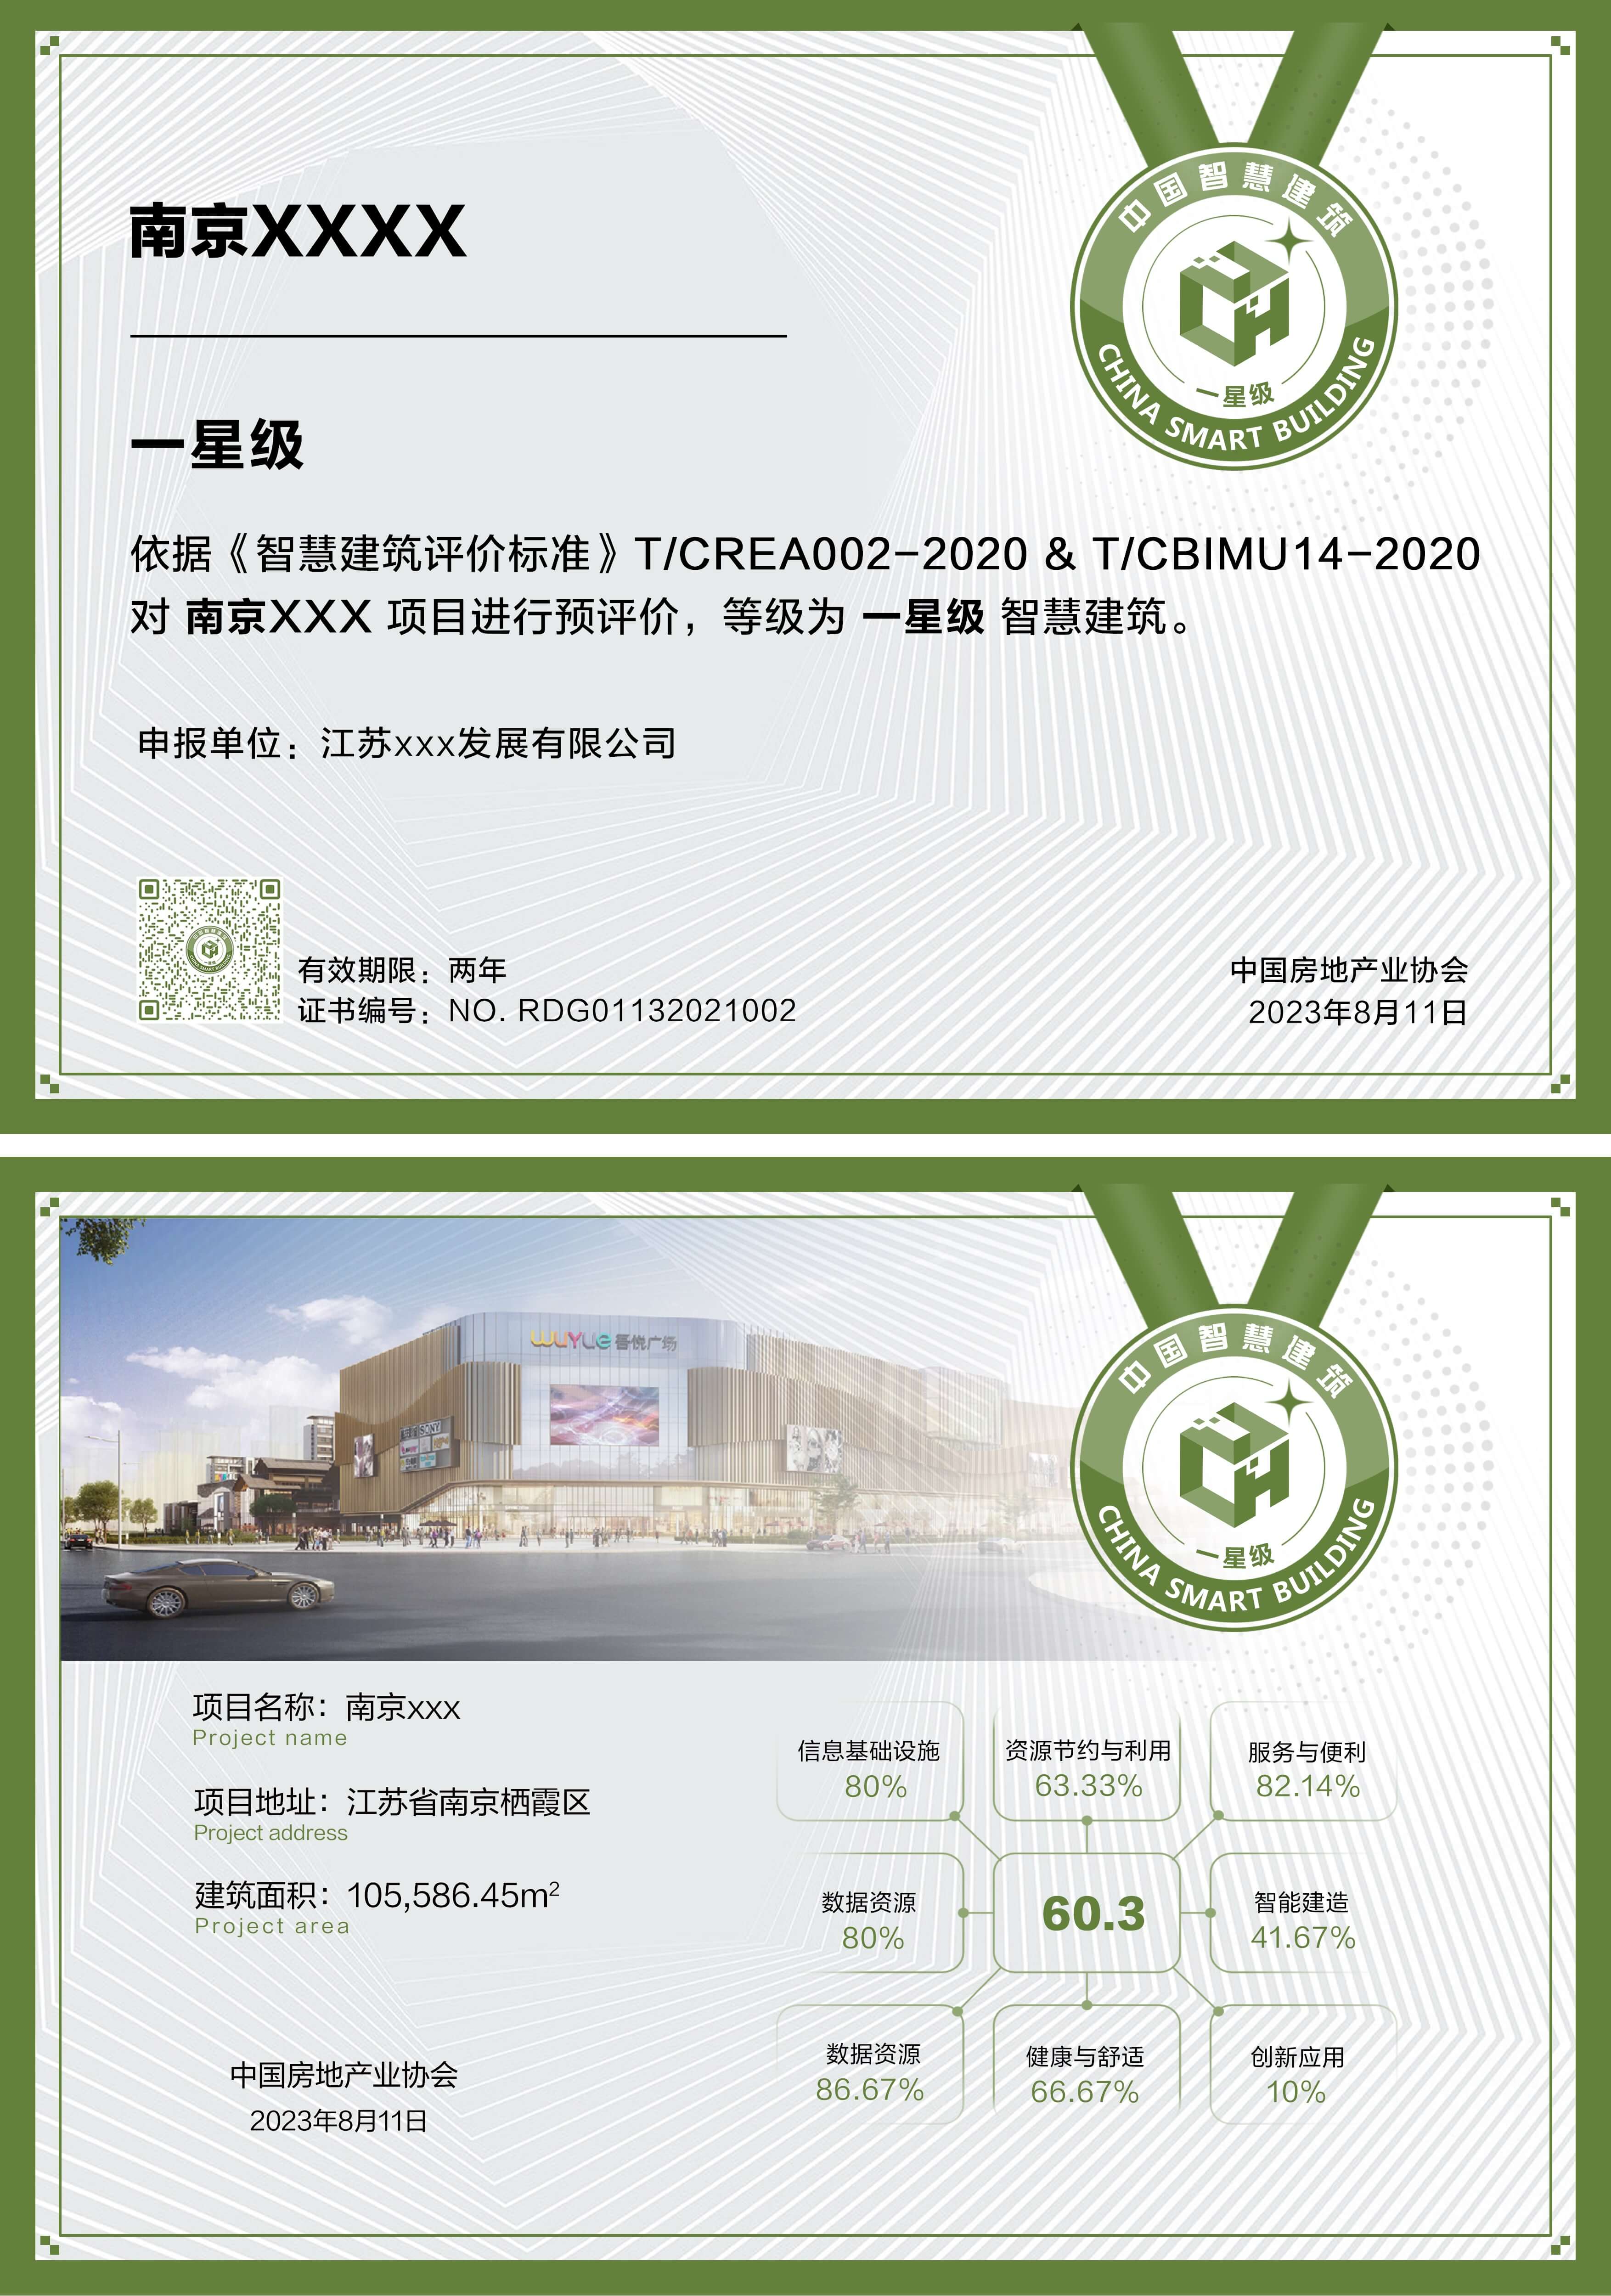 中国智慧建筑
一星级
CHINA SMART BUILDING
南京XXXX
一星级
依据《智慧建筑评价标准》T/CREA002-2020 & T/CBIMU14-2020
对 南京XXX 项目进行预评价，等级为 一星级 智慧建筑。
申报单位：江苏xxx发展有限公司
有效期限：两年
证书编号：NO. RDG01132021002
中国房地产业协会
2023年8月11日
中国智慧建筑
一星级
CHINA SMART BUILDING
WUYUE 吾悦广场
SONY
项目名称：南京xxx
Project name
项目地址：江苏省南京栖霞区
Project address
建筑面积：105,586.45m²
Project area
中国房地产业协会
2023年8月11日
信息基础设施
80%
资源节约与利用
63.33%
服务与便利
82.14%
数据资源
80%
60.3
智能建造
41.67%
数据资源
86.67%
健康与舒适
66.67%
创新应用
10%